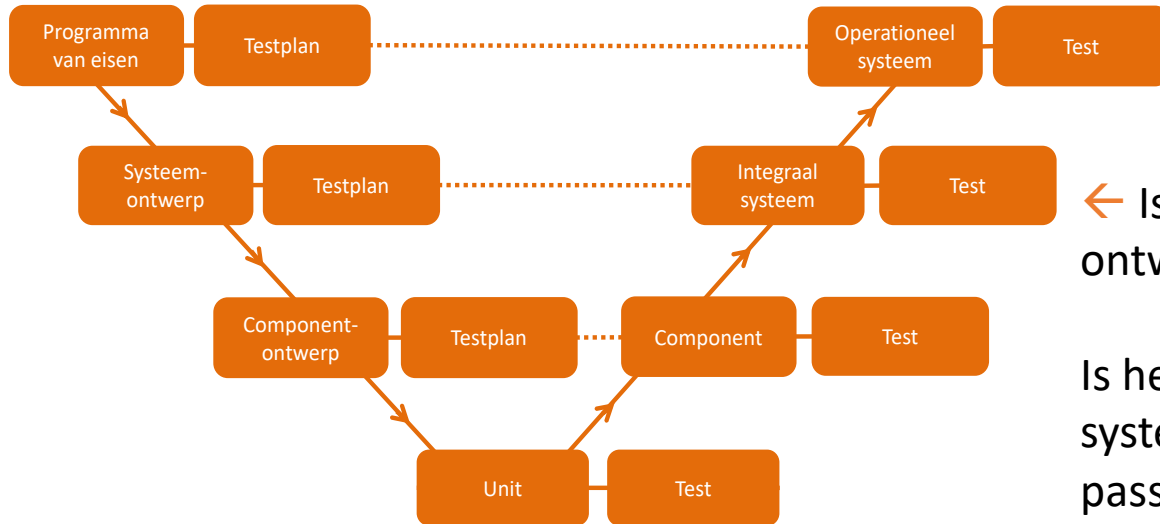 Programma
van eisen
Testplan
Operationeel
systeem
Test
Systeem-
ontwerp
Testplan
Integraal
systeem
Test
← Is
Component-
ontwerp
Testplan
Component
Test
Unit
Test